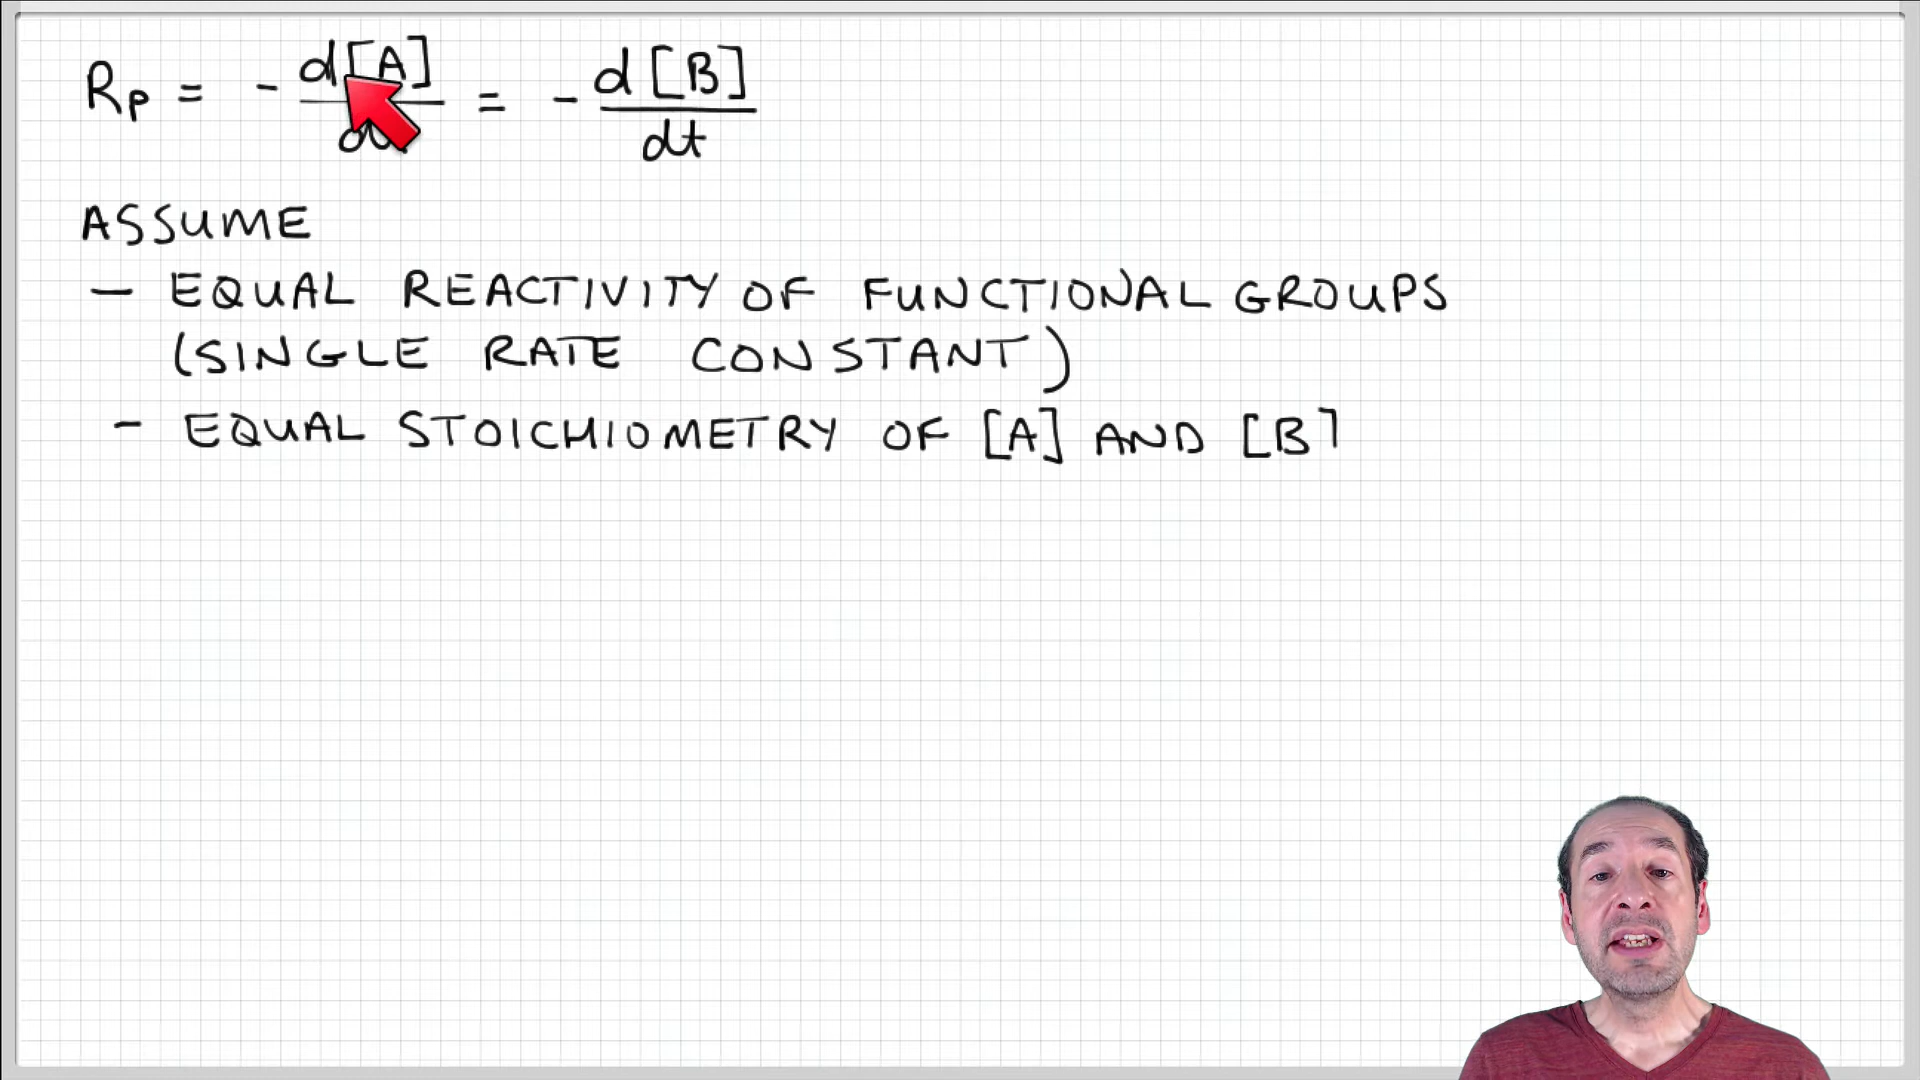 Rp = - d[A]/dt = - d[B]/dt
ASSUME
— EQUAL REACTIVITY OF FUNCTIONAL GROUPS
(SINGLE RATE CONSTANT)
- EQUAL STOICHIOMETRY OF [A] AND [B]